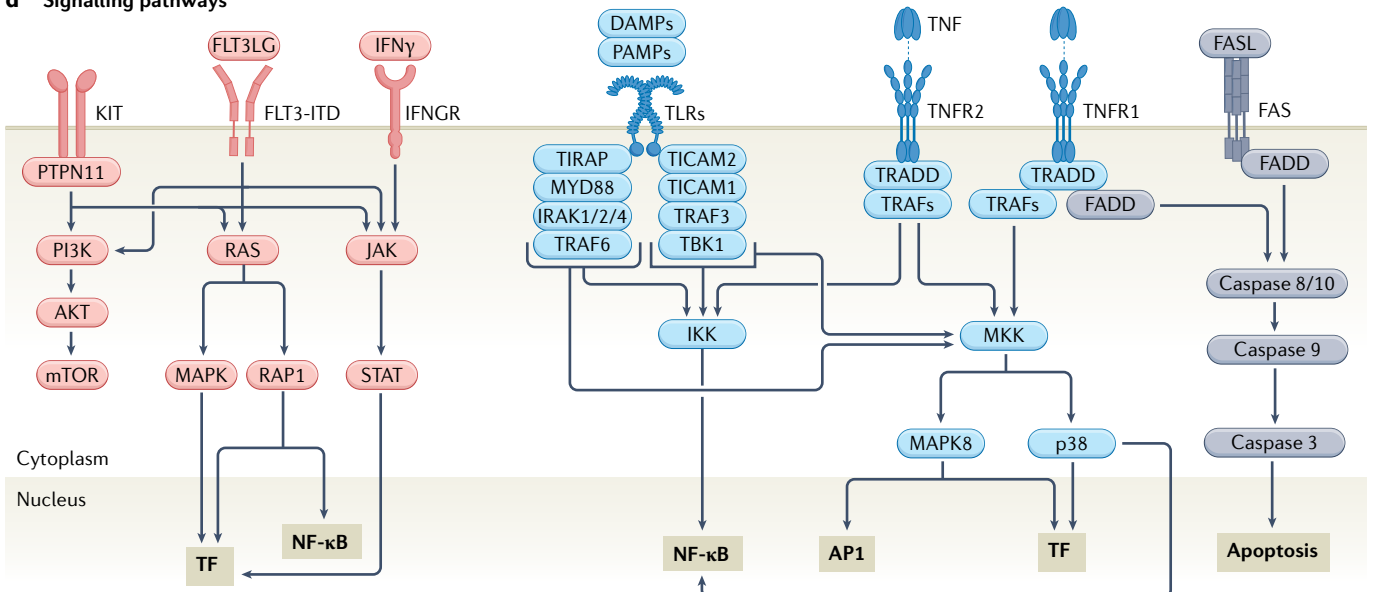 d Signalling pathways
DAMPs
PAMPs
TNF
FLT3LG
IFNγ
FASL
KIT
FLT3-ITD
IFNGR
TLRs
TNFR2
TNFR1
FAS
PTPN11
TIRAP
MYD88
IRAK1/2/4
TRAF6
TICAM2
TICAM1
TRAF3
TBK1
TRADD
TRAFs
TRADD
TRAFs
FADD
FADD
PI3K
RAS
JAK
AKT
IKK
MKK
Caspase 8/10
Caspase 9
mTOR
MAPK
RAP1
STAT
MAPK8
p38
Caspase 3
Cytoplasm
Nucleus
TF
NF-κB
NF-κB
AP1
TF
Apoptosis